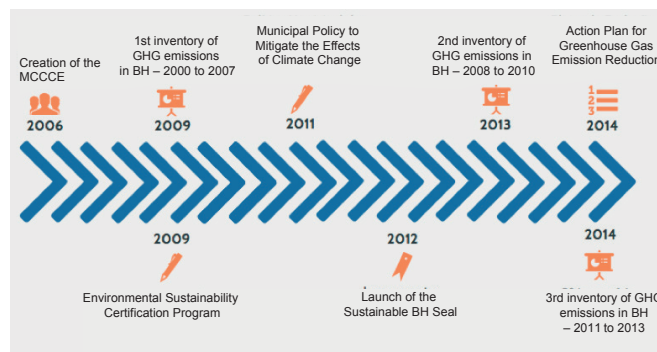 Creation of the
MCCCE
2006
1st inventory of
GHG emissions
in BH – 2000 to 2007
2009
Municipal Policy to
Mitigate the Effects
of Climate Change
2011
2nd inventory of
GHG emissions in
BH – 2008 to 2010
2013
Action Plan for
Greenhouse Gas
Emission Reduction
1
2
3
2014
2009
Environmental Sustainability
Certification Program
2012
Launch of the
Sustainable BH Seal
2014
3rd inventory of GHG
emissions in BH
– 2011 to 2013